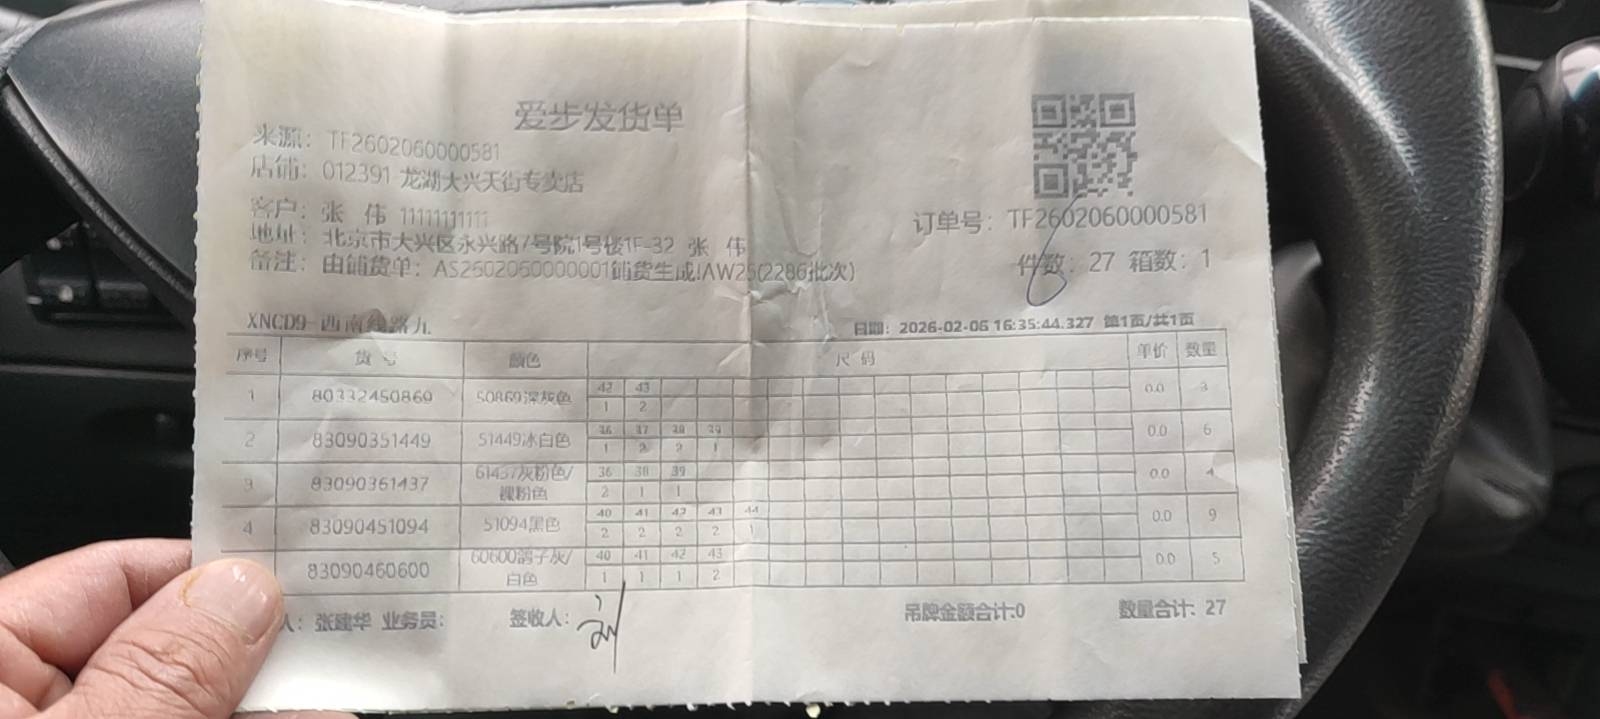 爱步发货单
来源：TF2602060000581
店铺：012391 龙湖大兴天街专卖店
客户：张 伟 11111111111
地址：北京市大兴区永兴路7号院1号楼1F-32 张 伟
备注：由铺货单：AS2602060000001铺货生成!AW25(2286批次)
订单号：TF2602060000581
件数：27 箱数：1
XNCD9-西南线路九
日期：2026-02-06 16:35:44.327 第1页/共1页
序号 货号 颜色 尺码 单价 数量
42 43
1 80332450869 50869深灰色 0.0 3
1 2
36 37 38 39
2 83090351449 51449冰白色 0.0 6
1 2 2 1
36 38 39
3 83090361437 61437灰粉色/裸粉色 0.0 4
2 1 1
40 41 42 43 44
4 83090451094 51094黑色 0.0 9
2 2 2 2 1
40 41 42 43
83090460600 60600鸽子灰/白色 0.0 5
1 1 1 2
人：张建华 业务员： 签收人：刘 吊牌金额合计:0 数量合计: 27